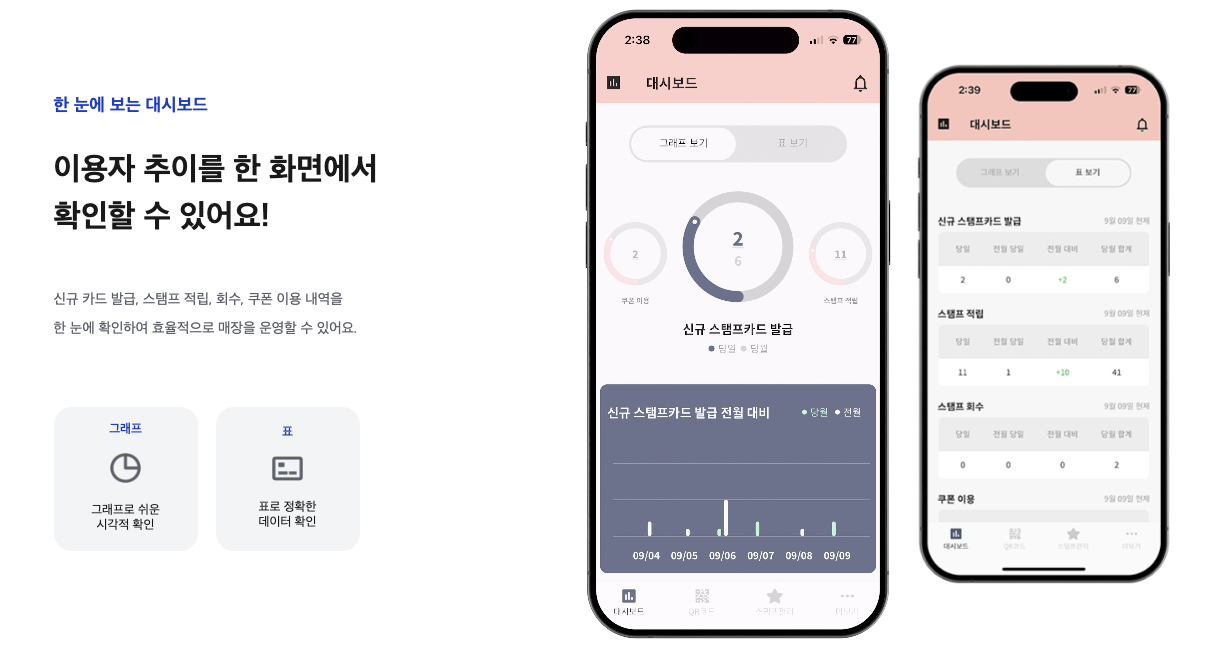 한 눈에 보는 대시보드
이용자 추이를 한 화면에서
확인할 수 있어요!
신규 카드 발급, 스탬프 적립, 회수, 쿠폰 이용 내역을
한 눈에 확인하여 효율적으로 매장을 운영할 수 있어요.
그래프
그래프로 쉬운
시각적 확인
표
표로 정확한
데이터 확인
2:38
77
대시보드
그래프 보기 표 보기
2
쿠폰 이용
2
6
11
스탬프 적립
신규 스탬프카드 발급
당일 당월
신규 스탬프카드 발급 전월 대비
당월 전월
09/04 09/05 09/06 09/07 09/08 09/09
대시보드 QR코드 스탬프관리 더보기
2:39
77
대시보드
그래프 보기 표 보기
신규 스탬프카드 발급 9월 09일 현재
당일 전월 당일 전월 대비 당월 합계
2 0 +2 6
스탬프 적립 9월 09일 현재
당일 전월 당일 전월 대비 당월 합계
11 1 +10 41
스탬프 회수 9월 09일 현재
당일 전월 당일 전월 대비 당월 합계
0 0 0 2
쿠폰 이용 9월 09일 현재
대시보드 QR코드 스탬프관리 더보기